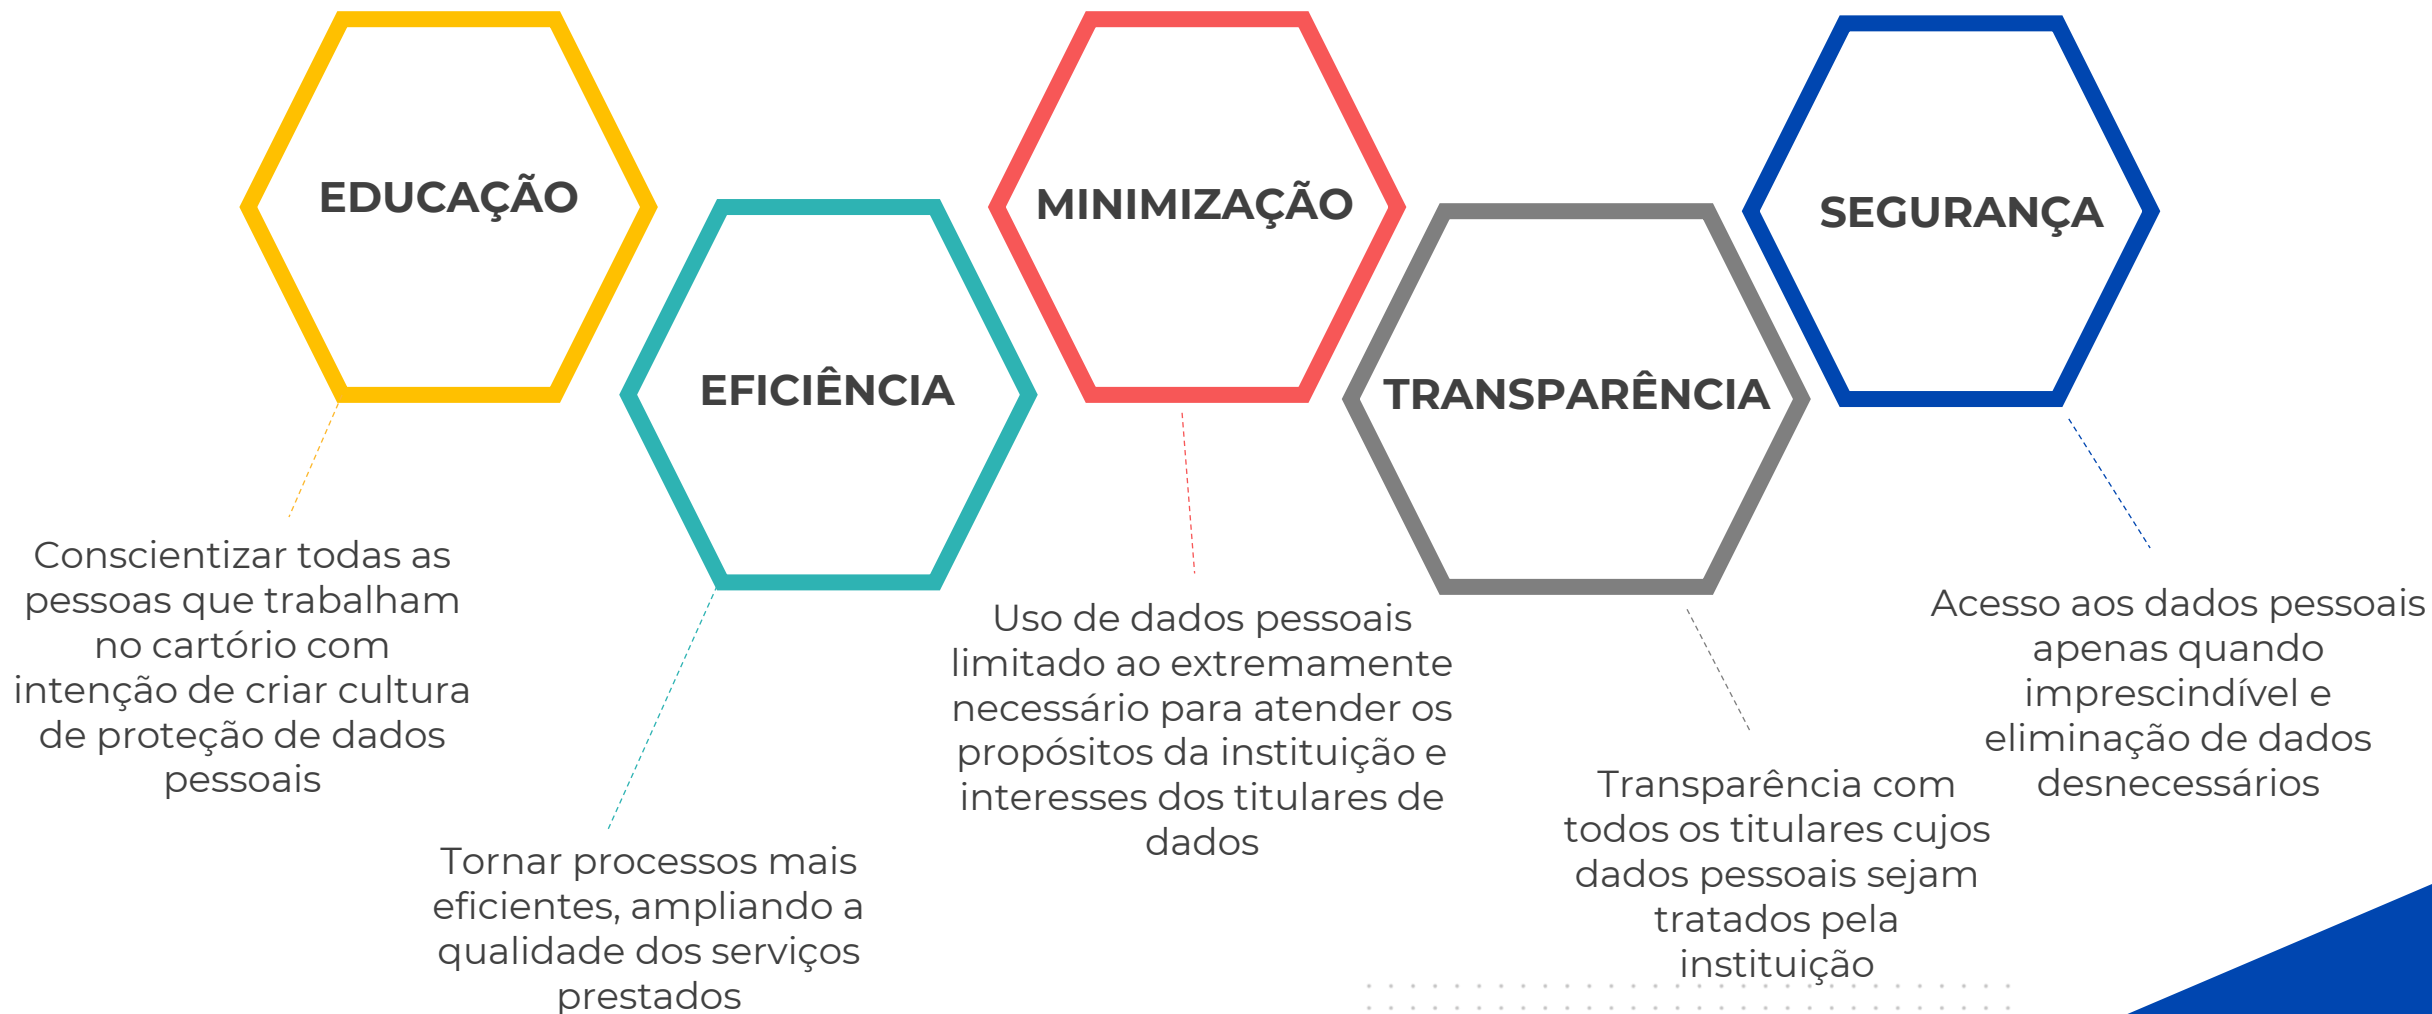 EDUCAÇÃO
Conscientizar todas as
pessoas que trabalham
no cartório com
intenção de criar cultura
de proteção de dados
pessoais
EFICIÊNCIA
Tornar processos mais
eficientes, ampliando a
qualidade dos serviços
prestados
MINIMIZAÇÃO
Uso de dados pessoais
limitado ao extremamente
necessário para atender os
propósitos da instituição e
interesses dos titulares de
dados
TRANSPARÊNCIA
Transparência com
todos os titulares cujos
dados pessoais sejam
tratados pela
instituição
SEGURANÇA
Acesso aos dados pessoais
apenas quando
imprescindível e
eliminação de dados
desnecessários